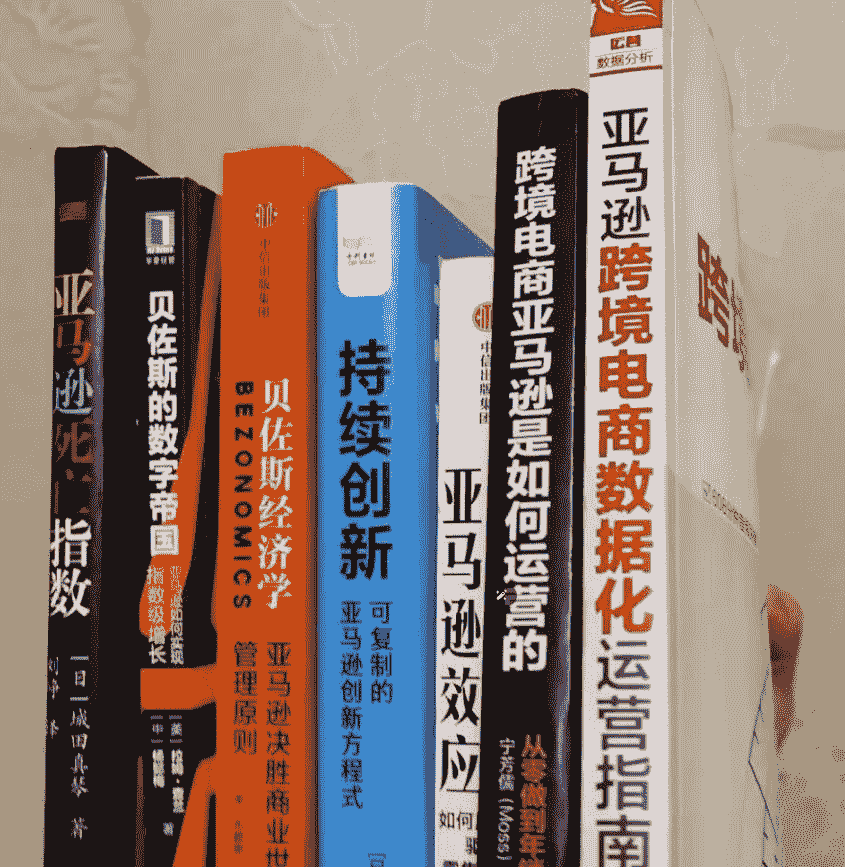 亚马逊死亡指数
[日]城田真琴 著
刘峥 译
贝佐斯的数字帝国
亚马逊如何实现
指数级增长
著
中信出版集团
贝佐斯经济学
BEZONOMICS
亚马逊决胜商业世
管理原则
持续创新
可复制的
亚马逊创新方程式
中信出版集团
亚马逊效应
如何
跨境电商亚马逊是如何运营的
从零做到年
宁芳儒(Moss)
数据分析
亚马逊跨境电商数据化运营指南
跨境